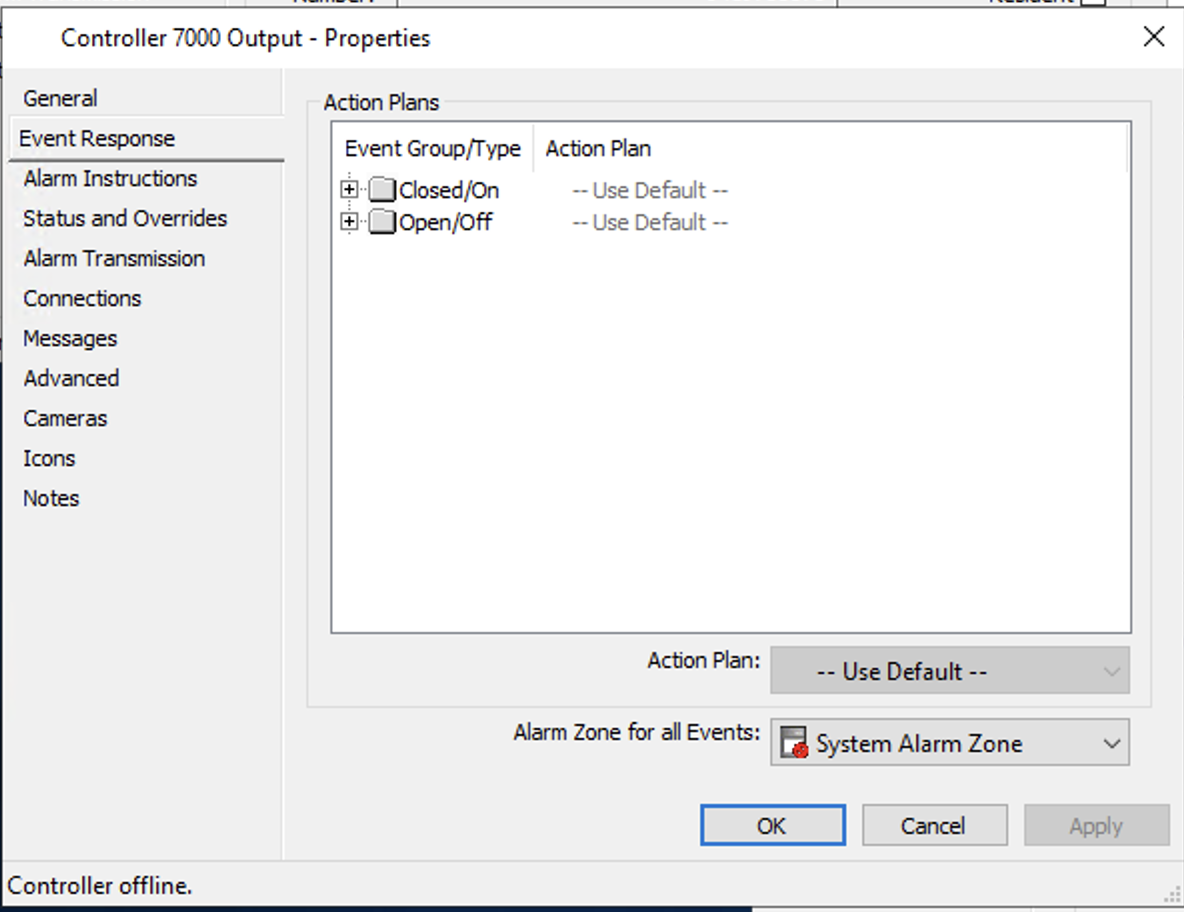 Controller 7000 Output - Properties
General
Event Response
Alarm Instructions
Status and Overrides
Alarm Transmission
Connections
Messages
Advanced
Cameras
Icons
Notes
Action Plans
Event Group/Type Action Plan
Closed/On -- Use Default --
Open/Off -- Use Default --
Action Plan: -- Use Default --
Alarm Zone for all Events: System Alarm Zone
OK Cancel Apply
Controller offline.